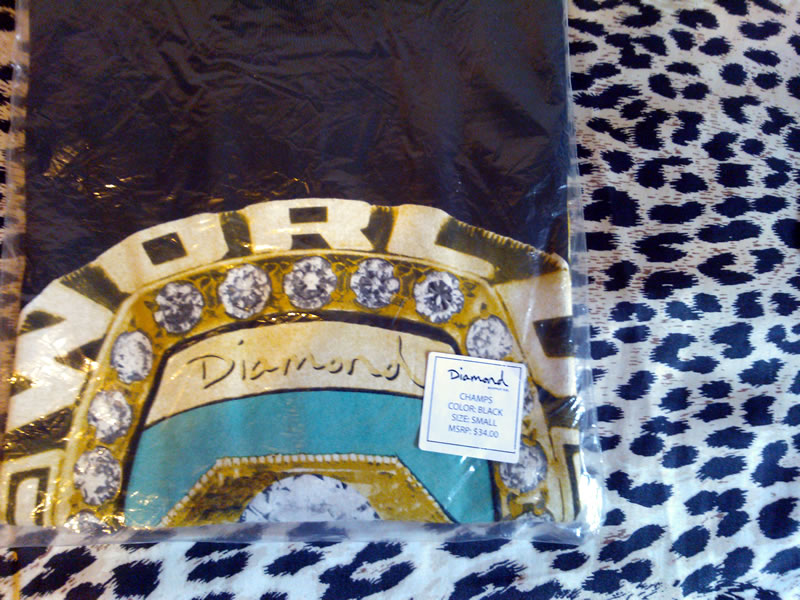 WORL
Diamond
Diamond
CHAMPS
COLOR: BLACK
SIZE: SMALL
MSRP: $34.00